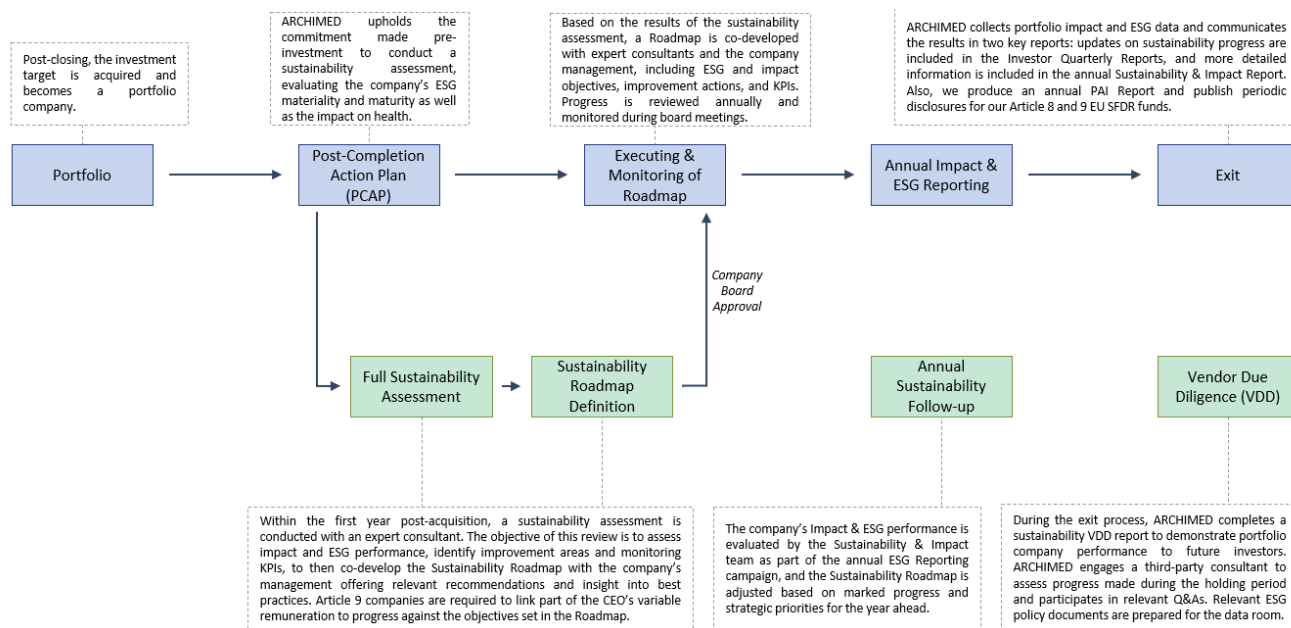 Post-closing, the investment
target is acquired and
becomes a portfolio
company.
ARCHIMED upholds the
commitment made pre-
investment to conduct a
sustainability assessment,
evaluating the company's ESG
materiality and maturity as well
as the impact on health.
Based on the results of the sustainability
assessment, a Roadmap is co-developed
with expert consultants and the company
management, including ESG and impact
objectives, improvement actions, and KPIs.
Progress is reviewed annually and
monitored during board meetings.
ARCHIMED collects portfolio impact and ESG data and communicates
the results in two key reports: updates on sustainability progress are
included in the Investor Quarterly Reports, and more detailed
information is included in the annual Sustainability & Impact Report.
Also, we produce an annual PAI Report and publish periodic
disclosures for our Article 8 and 9 EU SFDR funds.
Portfolio
Post-Completion
Action Plan
(PCAP)
Executing &
Monitoring of
Roadmap
Annual Impact &
ESG Reporting
Exit
Company
Board
Approval
Full Sustainability
Assessment
Sustainability
Roadmap
Definition
Annual
Sustainability
Follow-up
Vendor Due
Diligence (VDD)
Within the first year post-acquisition, a sustainability assessment is
conducted with an expert consultant. The objective of this review is to assess
impact and ESG performance, identify improvement areas and monitoring
KPIs, to then co-develop the Sustainability Roadmap with the company's
management offering relevant recommendations and insight into best
practices. Article 9 companies are required to link part of the CEO's variable
remuneration to progress against the objectives set in the Roadmap.
The company's Impact & ESG performance is
evaluated by the Sustainability & Impact
team as part of the annual ESG Reporting
campaign, and the Sustainability Roadmap is
adjusted based on marked progress and
strategic priorities for the year ahead.
During the exit process, ARCHIMED completes a
sustainability VDD report to demonstrate portfolio
company performance to future investors.
ARCHIMED engages a third-party consultant to
assess progress made during the holding period
and participates in relevant Q&As. Relevant ESG
policy documents are prepared for the data room.